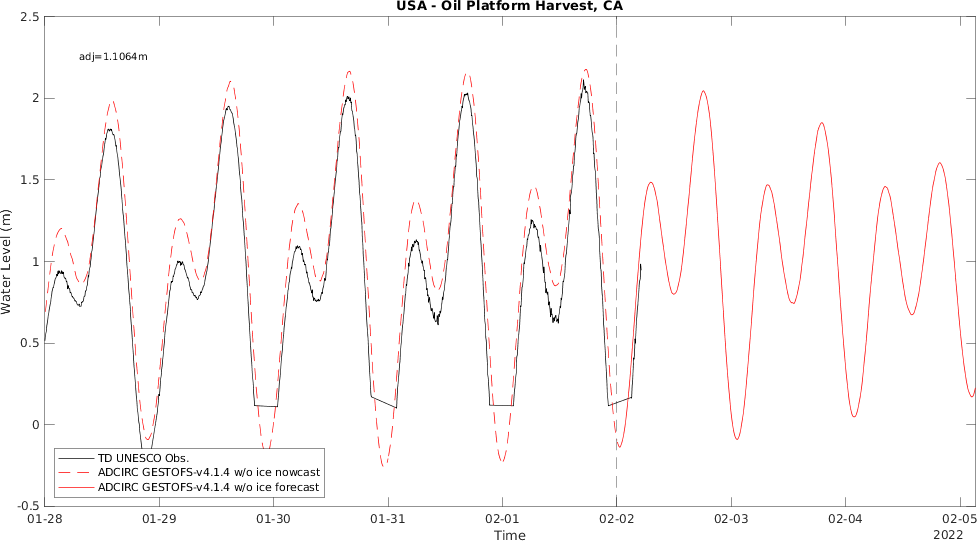 USA - Oil Platform Harvest, CA
adj=1.1064m
2.5
2
1.5
1
0.5
0
-0.5
Water Level (m)
TD UNESCO Obs.
ADCIRC GESTOFS-v4.1.4 w/o ice nowcast
ADCIRC GESTOFS-v4.1.4 w/o ice forecast
01-28 01-29 01-30 01-31 02-01 02-02 02-03 02-04 02-05
Time 2022